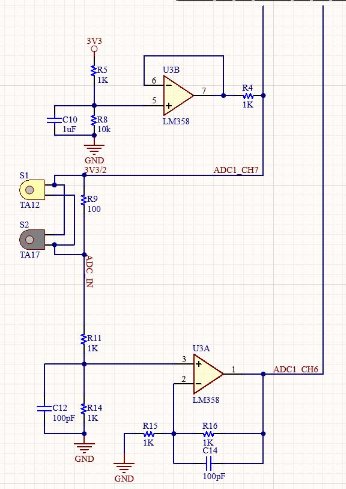 3V3
R5
1K
U3B
6
7
5
R4
1K
C10
1uF
R8
10k
LM358
GND
3V3/2
ADC1_CH7
S1
TA12
R9
100
S2
TA17
ADC_IN
R11
1K
U3A
3
1
ADC1_CH6
2
LM358
C12
100pF
R14
1K
R15
1K
R16
1K
C14
100pF
GND
GND